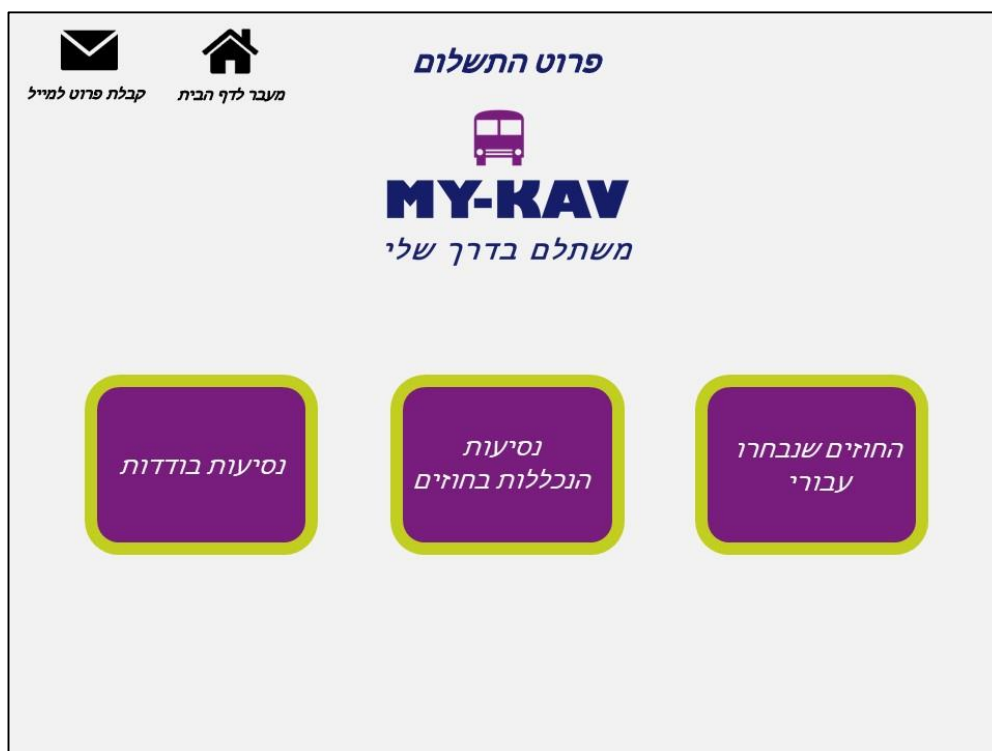 פרוט התשלום
מעבר לדף הבית
קבלת פרוט למייל
MY-KAV
משתלם בדרך שלי
החוזים שנבחרו
עבורי
נסיעות
הנכללות בחוזים
נסיעות בודדות